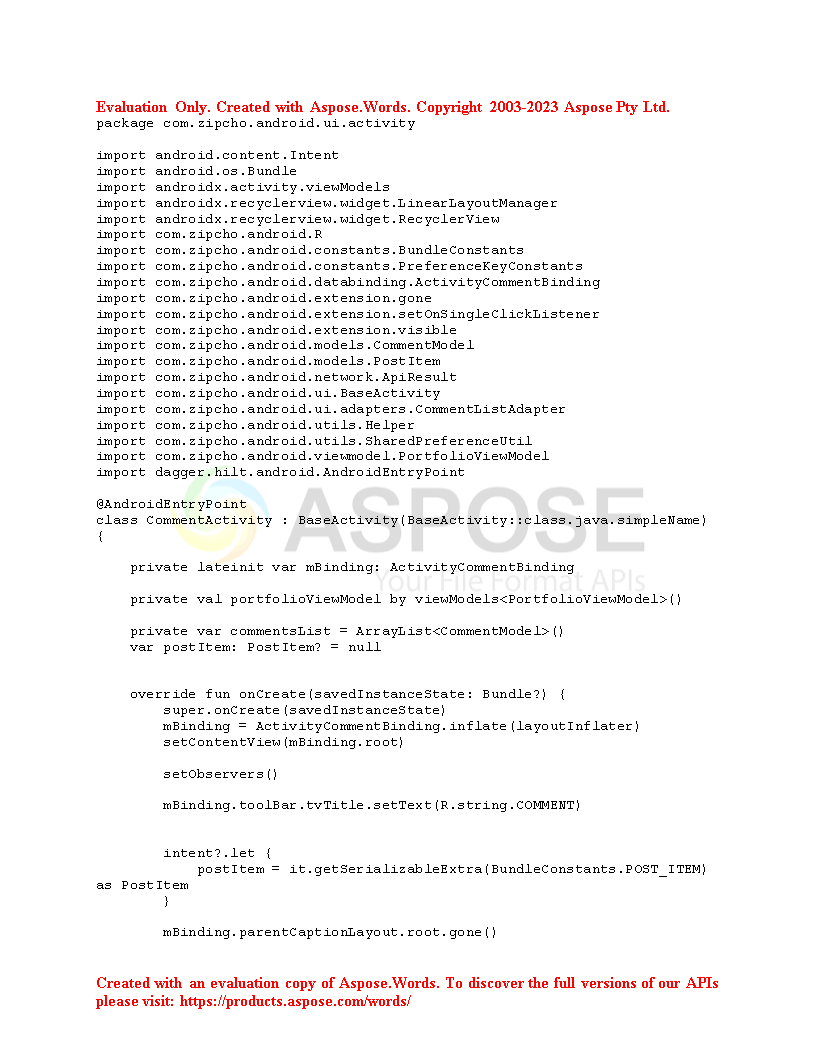 Evaluation Only. Created with Aspose.Words. Copyright 2003-2023 Aspose Pty Ltd.
package com.zipcho.android.ui.activity

import android.content.Intent
import android.os.Bundle
import androidx.activity.viewModels
import androidx.recyclerview.widget.LinearLayoutManager
import androidx.recyclerview.widget.RecyclerView
import com.zipcho.android.R
import com.zipcho.android.constants.BundleConstants
import com.zipcho.android.constants.PreferenceKeyConstants
import com.zipcho.android.databinding.ActivityCommentBinding
import com.zipcho.android.extension.gone
import com.zipcho.android.extension.setOnSingleClickListener
import com.zipcho.android.extension.visible
import com.zipcho.android.models.CommentModel
import com.zipcho.android.models.PostItem
import com.zipcho.android.network.ApiResult
import com.zipcho.android.ui.BaseActivity
import com.zipcho.android.ui.adapters.CommentListAdapter
import com.zipcho.android.utils.Helper
import com.zipcho.android.utils.SharedPreferenceUtil
import com.zipcho.android.viewmodel.PortfolioViewModel
import dagger.hilt.android.AndroidEntryPoint

@AndroidEntryPoint
class CommentActivity : BaseActivity(BaseActivity::class.java.simpleName)
{
ASPOSE
    private lateinit var mBinding: ActivityCommentBinding
Your File Format APIs
    private val portfolioViewModel by viewModels<PortfolioViewModel>()

    private var commentsList = ArrayList<CommentModel>()
    var postItem: PostItem? = null


    override fun onCreate(savedInstanceState: Bundle?) {
        super.onCreate(savedInstanceState)
        mBinding = ActivityCommentBinding.inflate(layoutInflater)
        setContentView(mBinding.root)

        setObservers()

        mBinding.toolBar.tvTitle.setText(R.string.COMMENT)


        intent?.let {
            postItem = it.getSerializableExtra(BundleConstants.POST_ITEM)
as PostItem
        }

        mBinding.parentCaptionLayout.root.gone()

Created with an evaluation copy of Aspose.Words. To discover the full versions of our APIs
please visit: https://products.aspose.com/words/